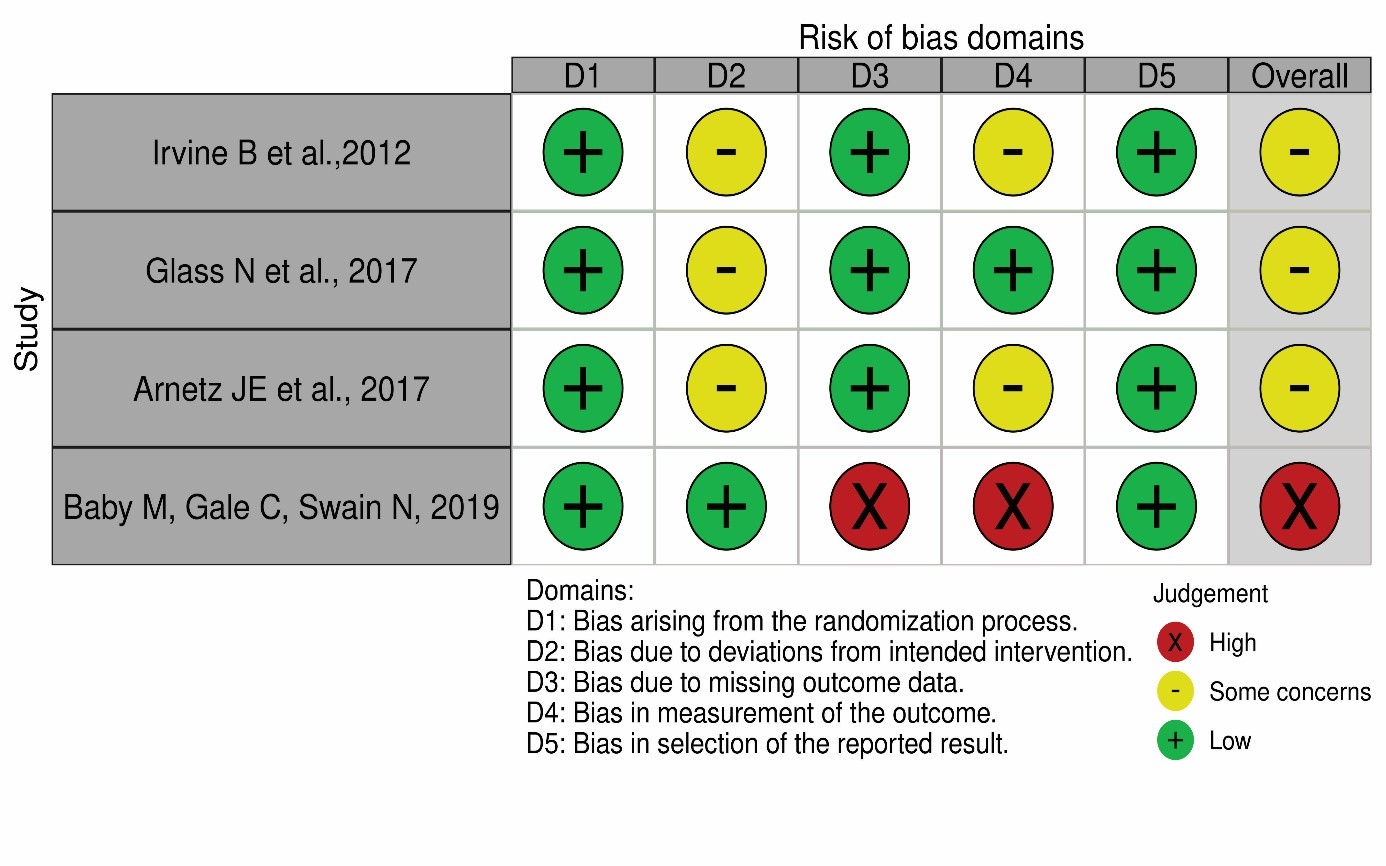 Risk of bias domains
D1 D2 D3 D4 D5 Overall
Study
Irvine B et al.,2012 + - + - + -
Glass N et al., 2017 + - + + + -
Arnetz JE et al., 2017 + - + - + -
Baby M, Gale C, Swain N, 2019 + + X X + X
Domains:
D1: Bias arising from the randomization process.
D2: Bias due to deviations from intended intervention.
D3: Bias due to missing outcome data.
D4: Bias in measurement of the outcome.
D5: Bias in selection of the reported result.
Judgement
X High
- Some concerns
+ Low